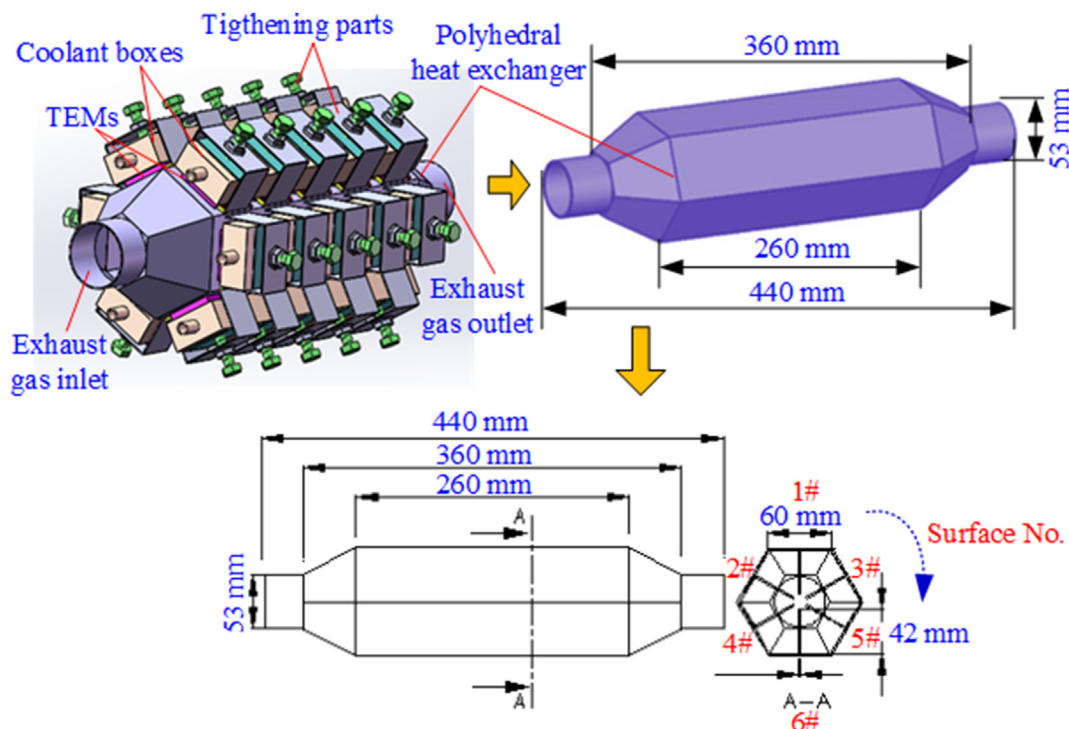 Coolant boxes
Tigthening parts
TEMs
Exhaust
gas inlet
Exhaust
gas outlet
Polyhedral
heat exchanger
360 mm
53 mm
260 mm
440 mm
440 mm
360 mm
260 mm
53 mm
A
A
1#
60 mm
Surface No.
2#
3#
4#
5#
42 mm
A-A
6#